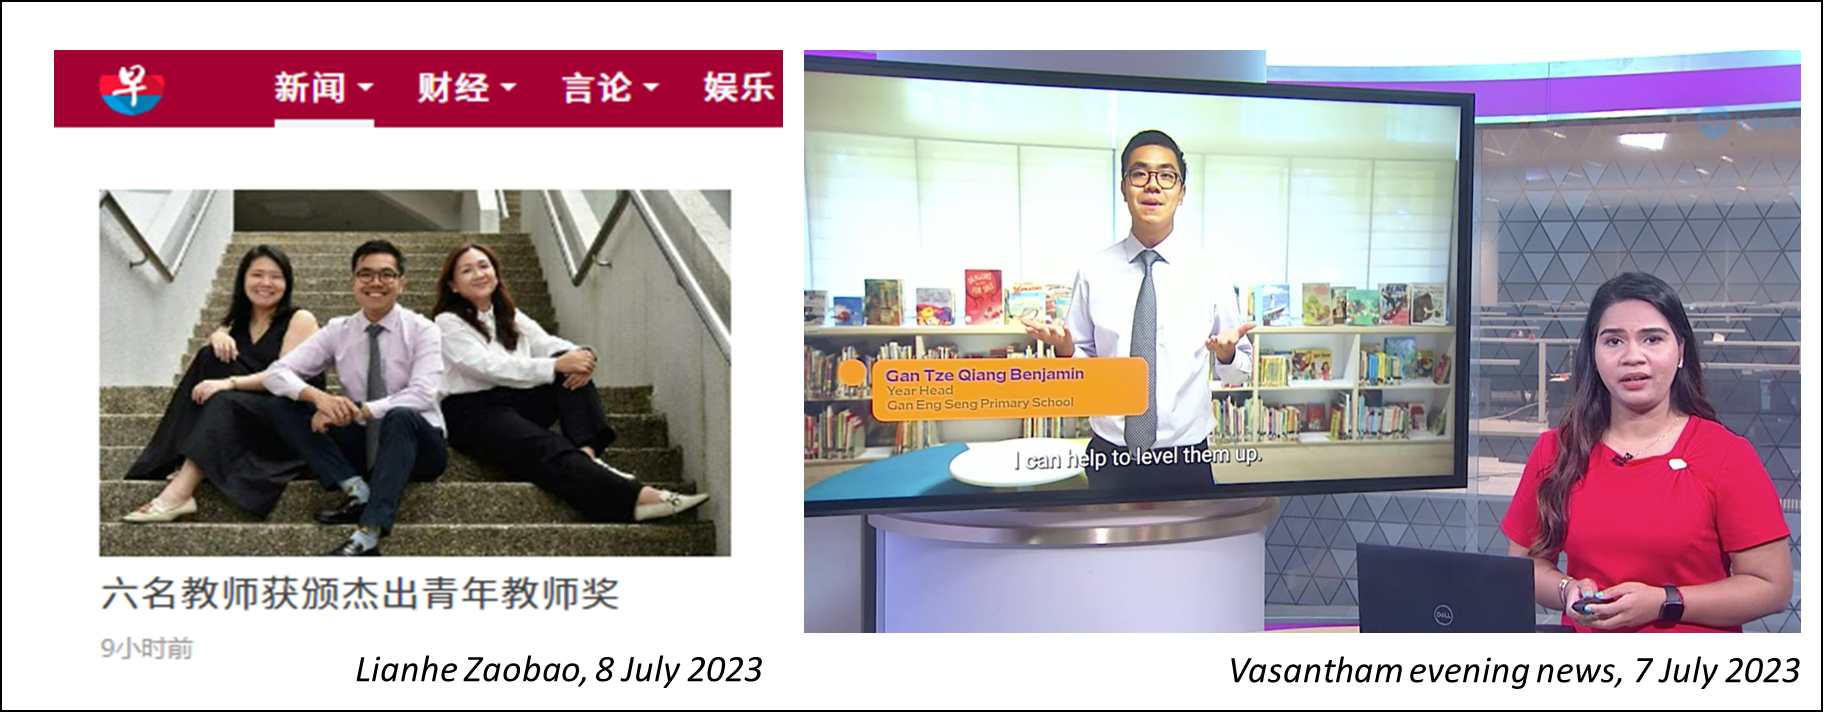 早
新闻 财经 言论 娱乐
六名教师获颁杰出青年教师奖
9小时前
Lianhe Zaobao, 8 July 2023
Gan Tze Qiang Benjamin
Year Head
Gan Eng Seng Primary School
I can help to level them up.
DELL
Vasantham evening news, 7 July 2023